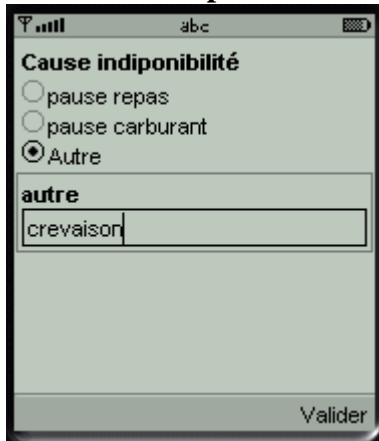 abc
Cause indiponibilité
pause repas
pause carburant
Autre
autre
crevaison
Valider